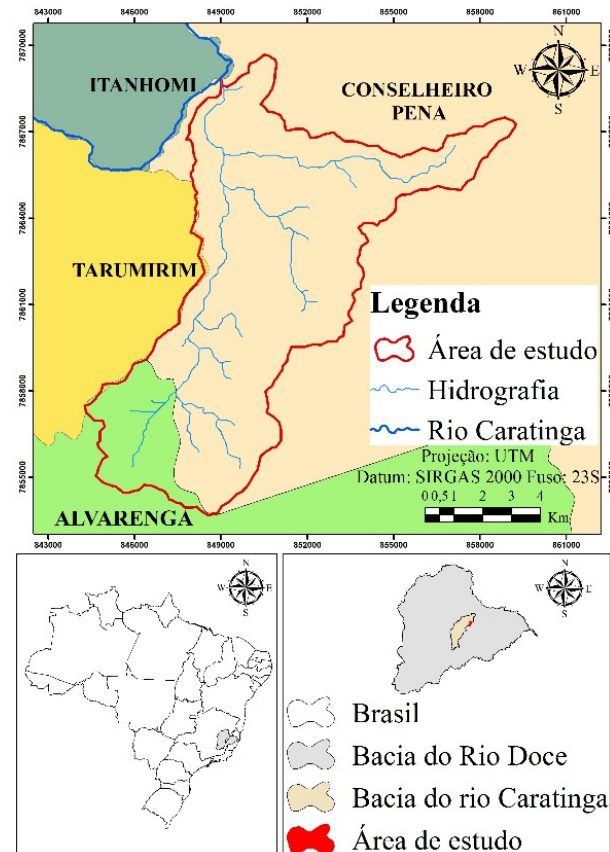 843000 846000 849000 852000 855000 858000 861000
7870000
ITANHOMI
CONSELHEIRO
PENA
N
W E
S
7867000
7864000
TARUMIRIM
7861000
Legenda
Área de estudo
Hidrografia
Rio Caratinga
7858000
Projeção: UTM
Datum: SIRGAS 2000 Fuso: 23S
7855000
0 0,5 1 2 3 4
Km
ALVARENGA
843000 846000 849000 852000 855000 858000 861000
N
W E
S
N
W E
S
Brasil
Bacia do Rio Doce
Bacia do rio Caratinga
Área de estudo